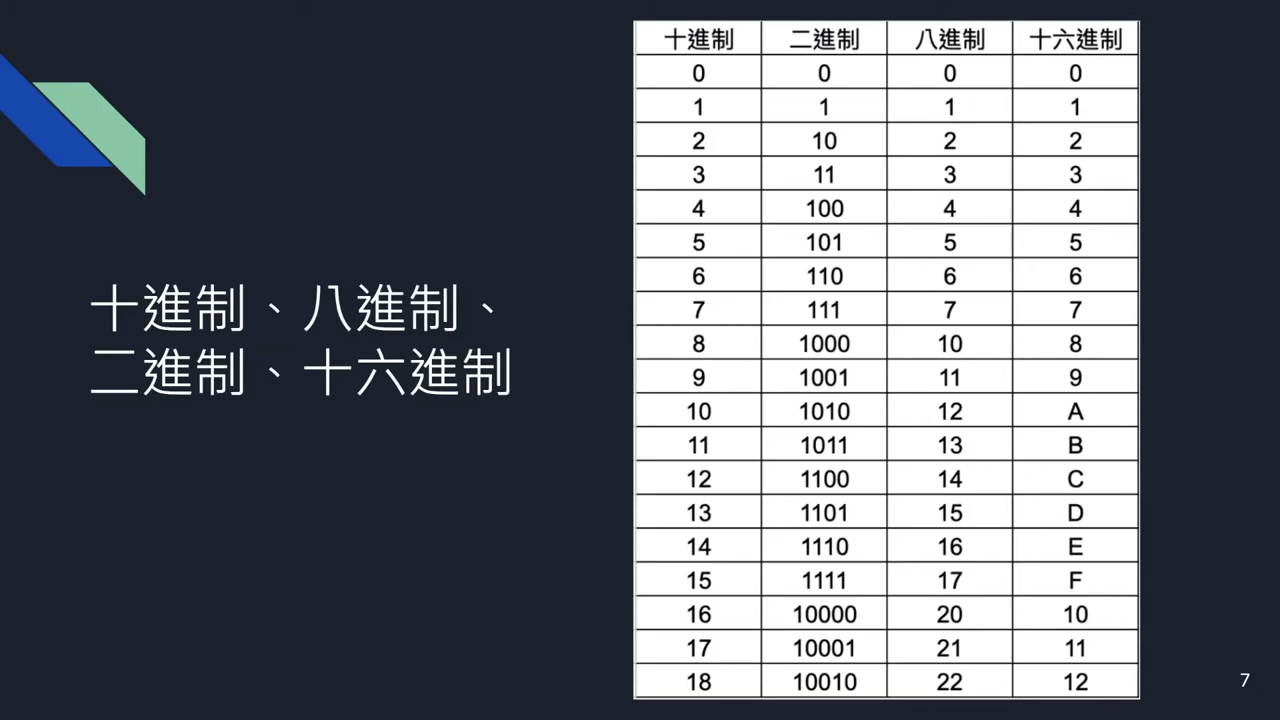 十進制、八進制、
二進制、十六進制
十進制 二進制 八進制 十六進制
0 0 0 0
1 1 1 1
2 10 2 2
3 11 3 3
4 100 4 4
5 101 5 5
6 110 6 6
7 111 7 7
8 1000 10 8
9 1001 11 9
10 1010 12 A
11 1011 13 B
12 1100 14 C
13 1101 15 D
14 1110 16 E
15 1111 17 F
16 10000 20 10
17 10001 21 11
18 10010 22 12
7